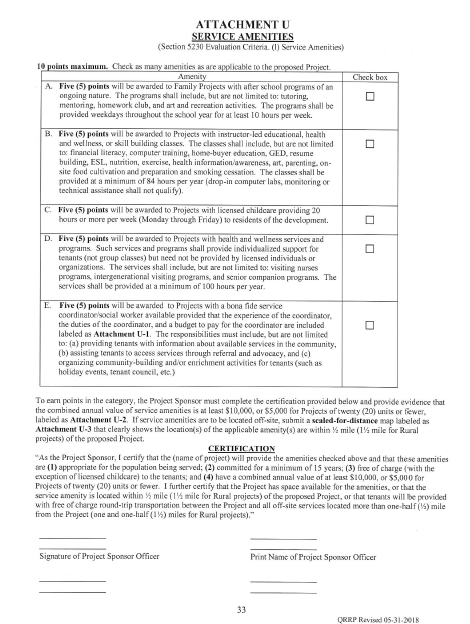 ATTACHMENT U
SERVICE AMENITIES
(Section 5230 Evaluation Criteria. (l) Service Amenities)
10 points maximum. Check as many amenities as are applicable to the proposed Project.
Amenity Check box
A. Five (5) points will be awarded to Family Projects with after school programs of an
ongoing nature. The programs shall include, but are not limited to: tutoring,
mentoring, homework club, and art and recreation activities. The programs shall be
provided weekdays throughout the school year for at least 10 hours per week.
B. Five (5) points will be awarded to Projects with instructor-led educational, health
and wellness, or skill building classes. The classes shall include, but are not limited
to: financial literacy, computer training, home-buyer education, GED, resume
building, ESL, nutrition, exercise, health information/awareness, art, parenting, on-
site food cultivation and preparation and smoking cessation. The classes shall be
provided at a minimum of 84 hours per year (drop-in computer labs, monitoring or
technical assistance shall not qualify).
C. Five (5) points will be awarded to Projects with licensed childcare providing 20
hours or more per week (Monday through Friday) to residents of the development.
D. Five (5) points will be awarded to Projects with health and wellness services and
programs. Such services and programs shall provide individualized support for
tenants (not group classes) but need not be provided by licensed individuals or
organizations. The services shall include, but are not limited to: visiting nurses
programs, intergenerational visiting programs, and senior companion programs. The
services shall be provided at a minimum of 100 hours per year.
E. Five (5) points will be awarded to Projects with a bona fide service
coordinator/social worker available provided that the experience of the coordinator,
the duties of the coordinator, and a budget to pay for the coordinator are included
labeled as Attachment U-1. The responsibilities must include, but are not limited
to: (a) providing tenants with information about available services in the community,
(b) assisting tenants to access services through referral and advocacy, and (c)
organizing community-building and/or enrichment activities for tenants (such as
holiday events, tenant council, etc.)
To earn points in the category, the Project Sponsor must complete the certification provided below and provide evidence that
the combined annual value of service amenities is at least $10,000, or $5,000 for Projects of twenty (20) units or fewer,
labeled as Attachment U-2. If service amenities are to be located off-site, submit a scaled-for-distance map labeled as
Attachment U-3 that clearly shows the location(s) of the applicable amenity(s) are within ½ mile (1½ mile for Rural
projects) of the proposed Project.
CERTIFICATION
"As the Project Sponsor, I certify that the (name of project) will provide the amenities checked above and that these amenities
are (1) appropriate for the population being served; (2) committed for a minimum of 15 years; (3) free of charge (with the
exception of licensed childcare) to the tenants; and (4) have a combined annual value of at least $10,000, or $5,000 for
Projects of twenty (20) units or fewer. I further certify that the Project has space available for the amenities, or that the
service amenity is located within ½ mile (1½ mile for Rural projects) of the proposed Project, or that tenants will be provided
with free of charge round-trip transportation between the Project and all off-site services located more than one-half (½) mile
from the Project (one and one-half (1½) miles for Rural projects)."
Signature of Project Sponsor Officer Print Name of Project Sponsor Officer
33
QRRP Revised 05-31-2018